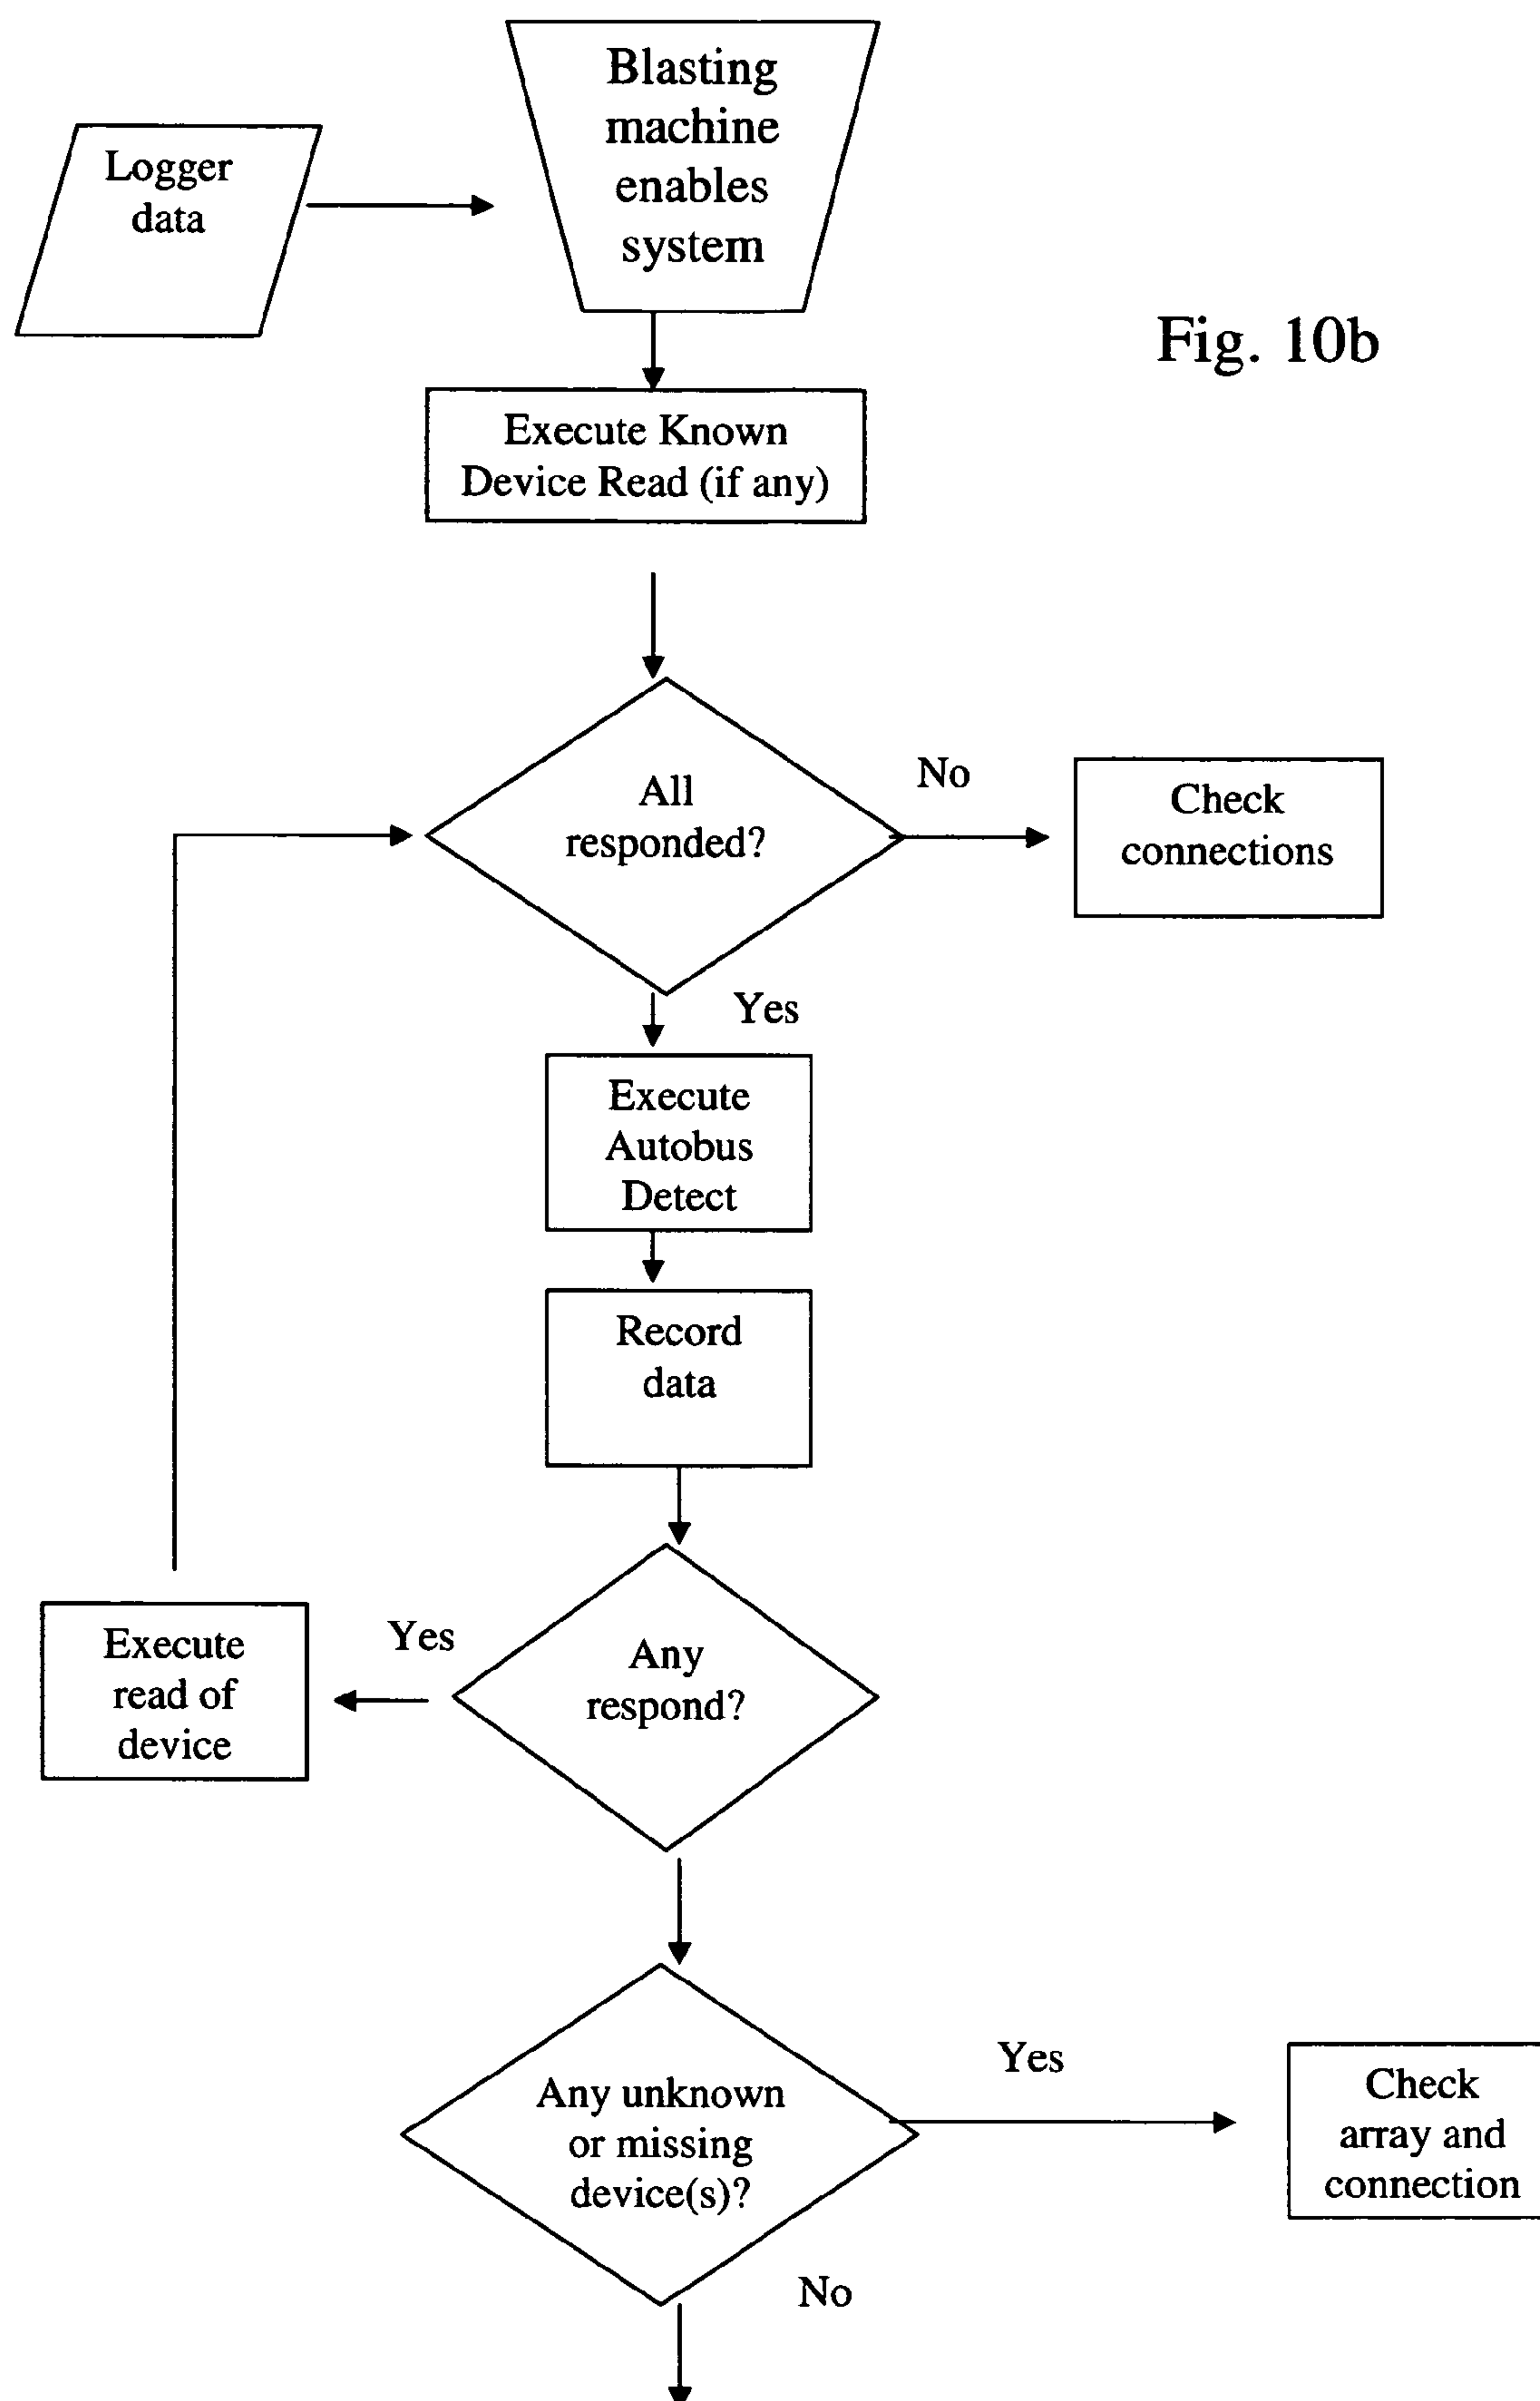 Blasting
machine
enables
system
Logger
data
Fig. 10b
Execute Known
Device Read (if any)
All
responded?
No
Check
connections
Yes
Execute
Autobus
Detect
Record
data
Any
respond?
Yes
Execute
read of
device
Any unknown
or missing
device(s)?
Yes
Check
array and
connection
No